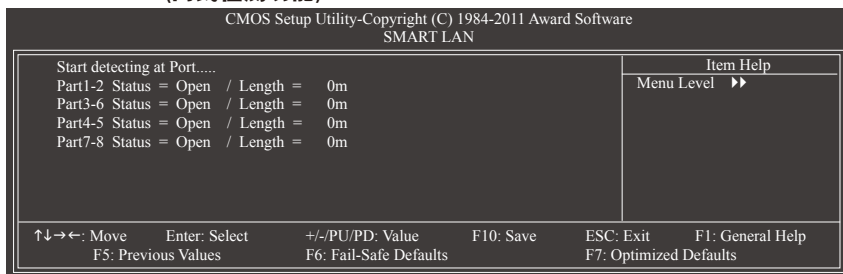 CMOS Setup Utility-Copyright (C) 1984-2011 Award Software
SMART LAN
Start detecting at Port.....
Part1-2 Status = Open / Length = 0m
Part3-6 Status = Open / Length = 0m
Part4-5 Status = Open / Length = 0m
Part7-8 Status = Open / Length = 0m
Item Help
Menu Level ▶▶
↑↓→←: Move Enter: Select +/-/PU/PD: Value F10: Save ESC: Exit F1: General Help
F5: Previous Values F6: Fail-Safe Defaults F7: Optimized Defaults